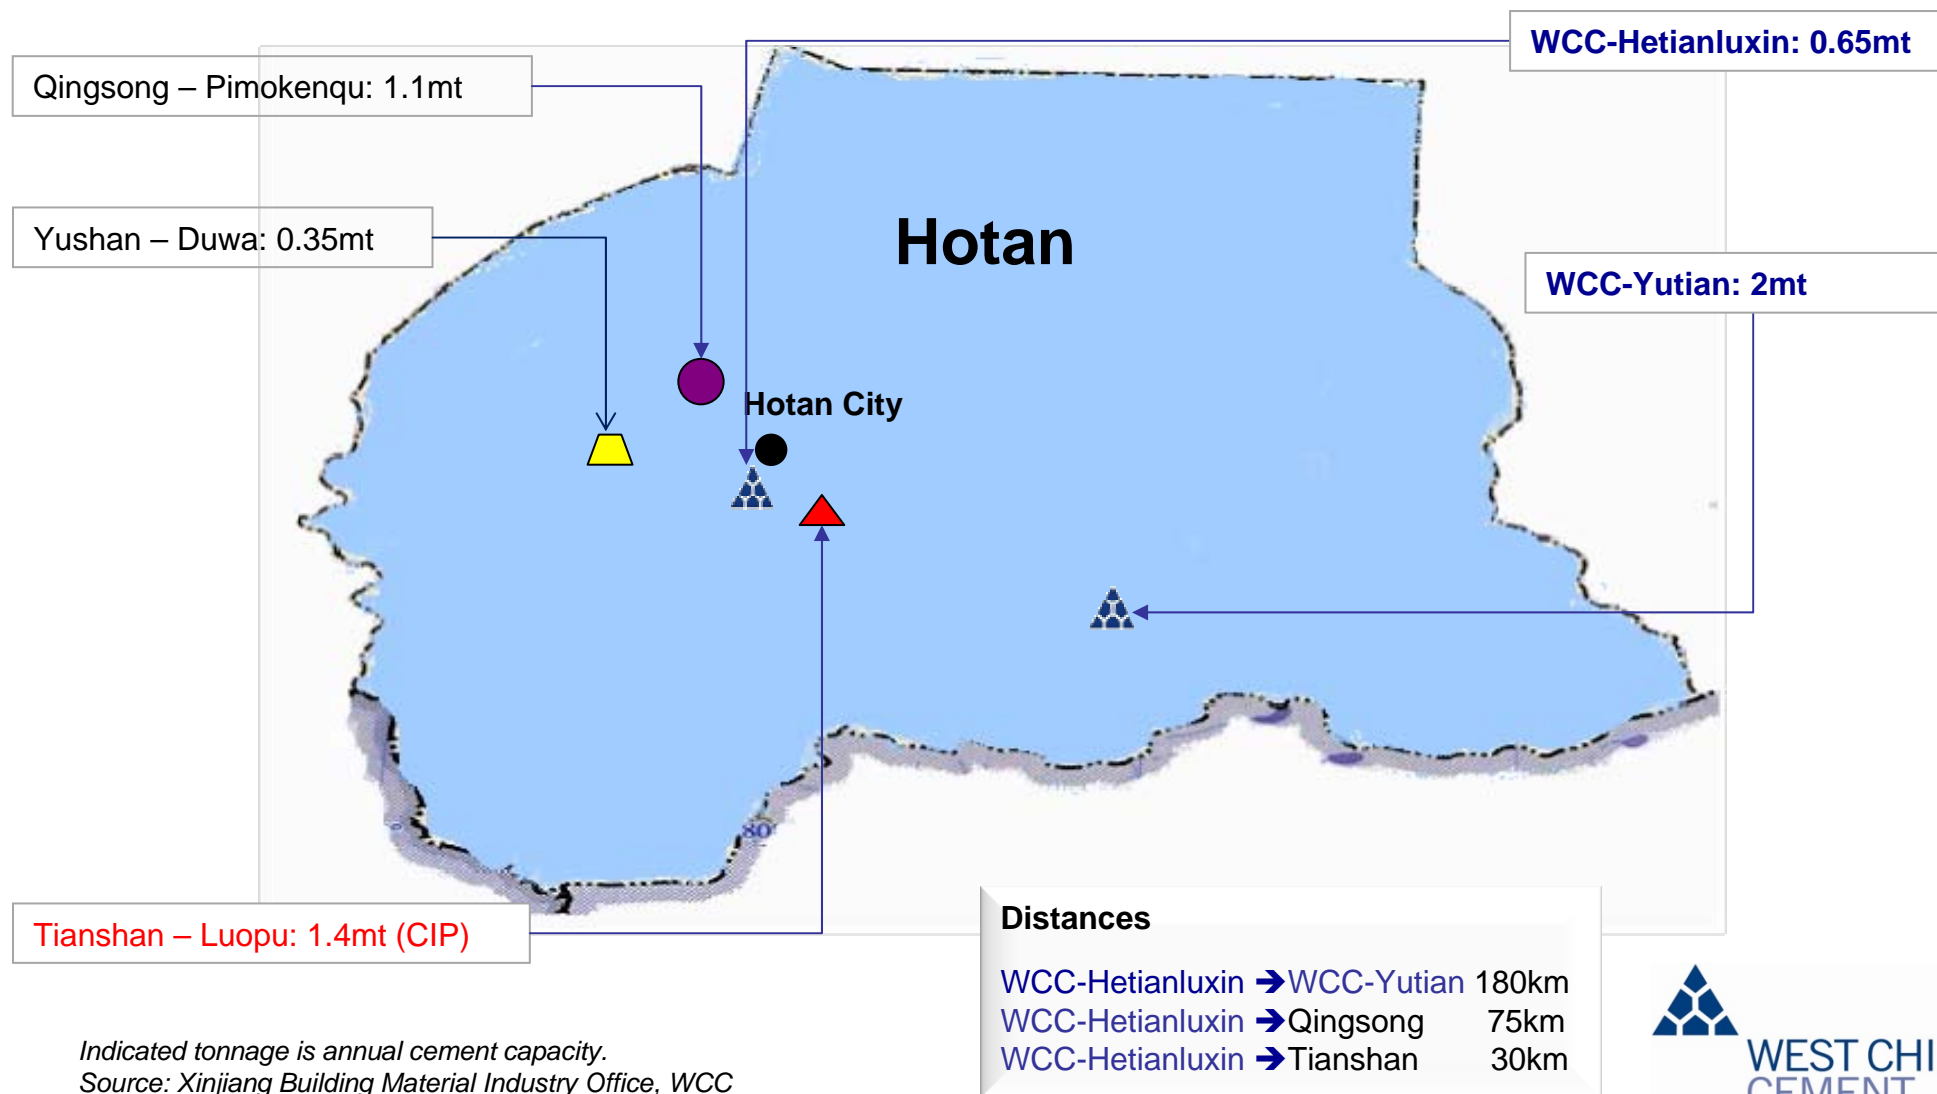 WCC-Hetianluxin: 0.65mt
Qingsong – Pimokenqu: 1.1mt
Yushan – Duwa: 0.35mt
Hotan
WCC-Yutian: 2mt
Hotan City
80°
Tianshan – Luopu: 1.4mt (CIP)
Distances
WCC-Hetianluxin ➔WCC-Yutian 180km
WCC-Hetianluxin ➔Qingsong 75km
WCC-Hetianluxin ➔Tianshan 30km
Indicated tonnage is annual cement capacity.
Source: Xinjiang Building Material Industry Office, WCC
WEST CHI
CEMENT